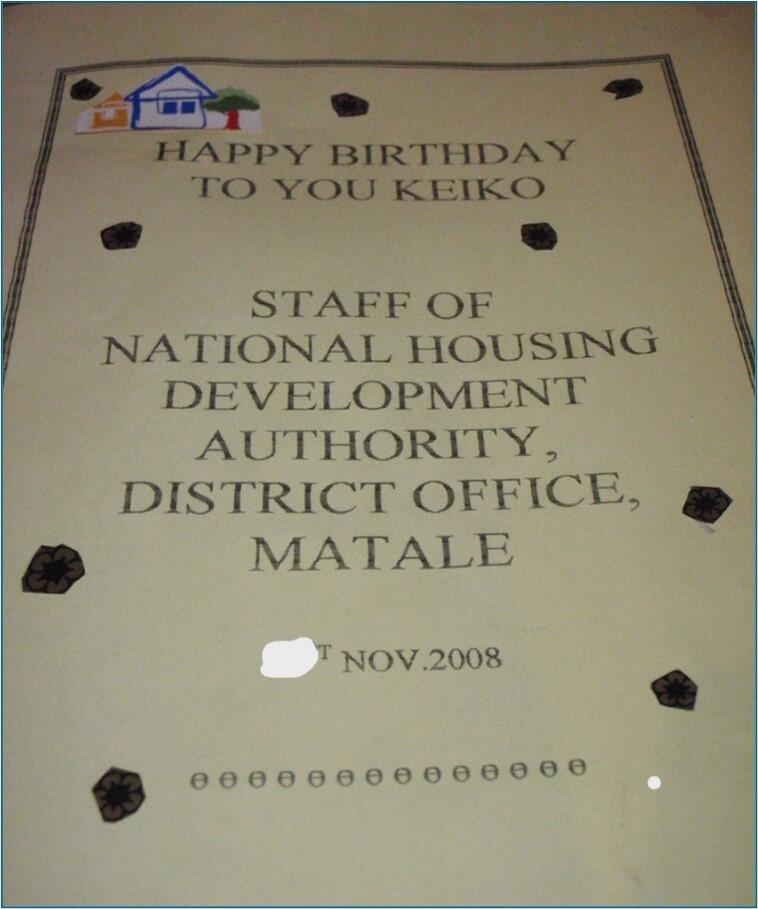 HAPPY BIRTHDAY
TO YOU KEIKO
STAFF OF
NATIONAL HOUSING
DEVELOPMENT
AUTHORITY,
DISTRICT OFFICE,
MATALE
T NOV.2008